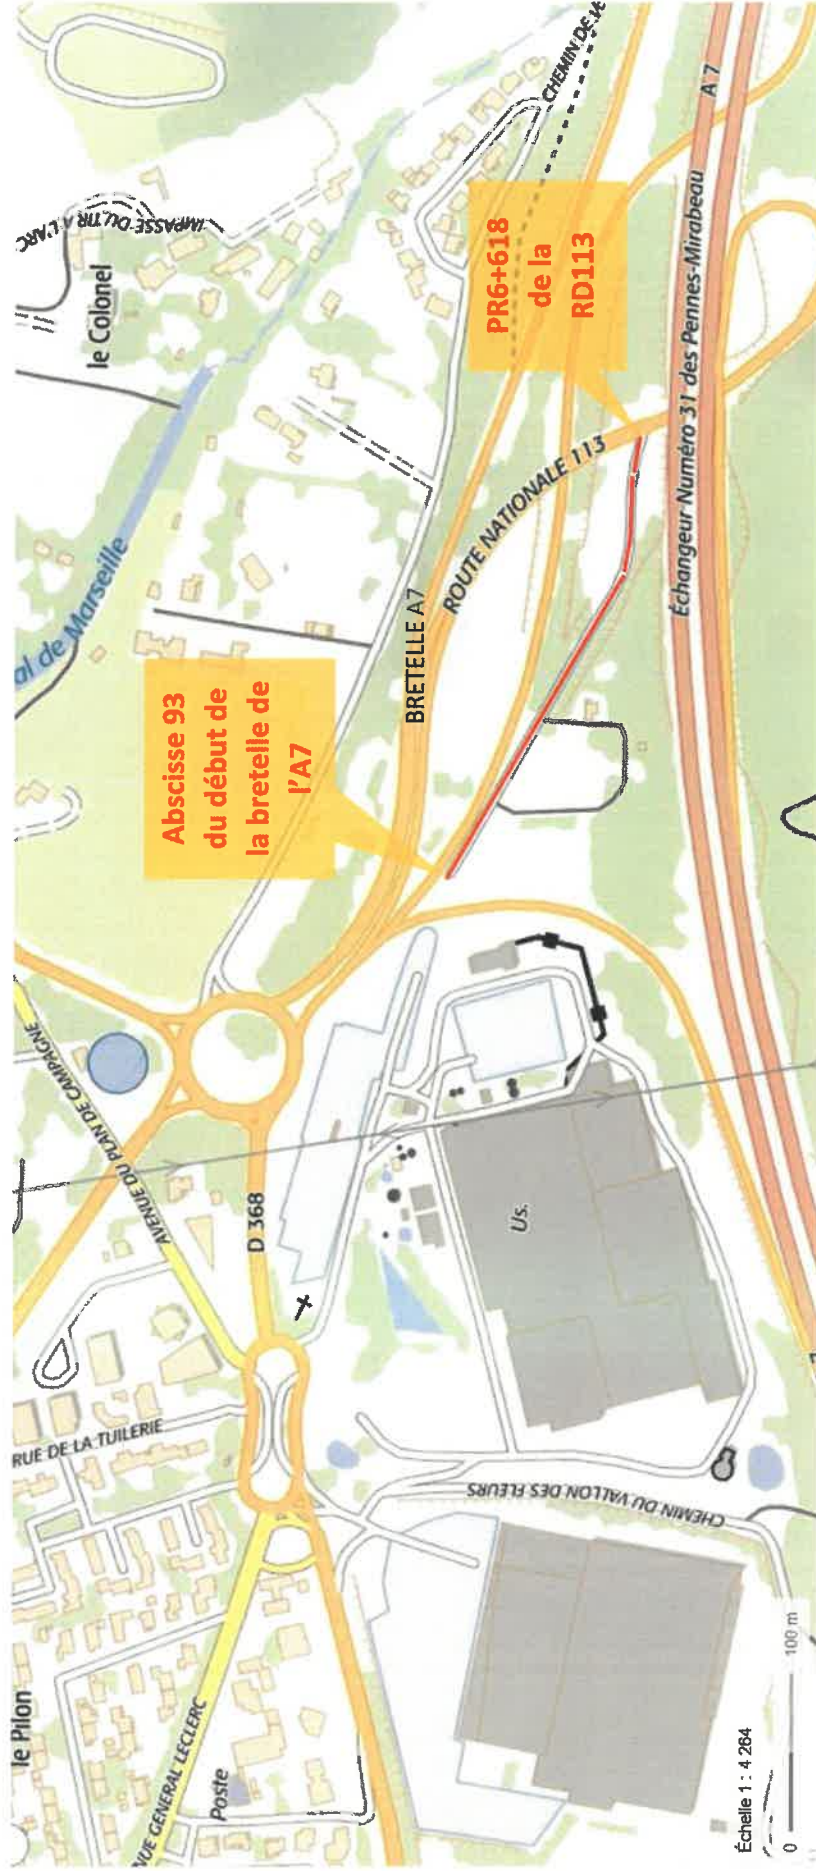 le Pilon
RUE DE LA TUILERIE
AVENUE DU PLAN DE CAMPAGNE
al de Marseille
le Colonel
IMPASSE DU TIR A L'ARC
CHEMIN DE
NUE GENERAL LECLERC
Poste
D 368
Abscisse 93
du début de
la bretelle de
l'A7
BRETELLE A7
ROUTE NATIONALE 113
PR6+618
de la
RD113
CHEMIN DU VALLON DES FLEURS
Us.
Échangeur Numéro 31 des Pennes-Mirabeau
A 7
Échelle 1 : 4 264
0
100 m